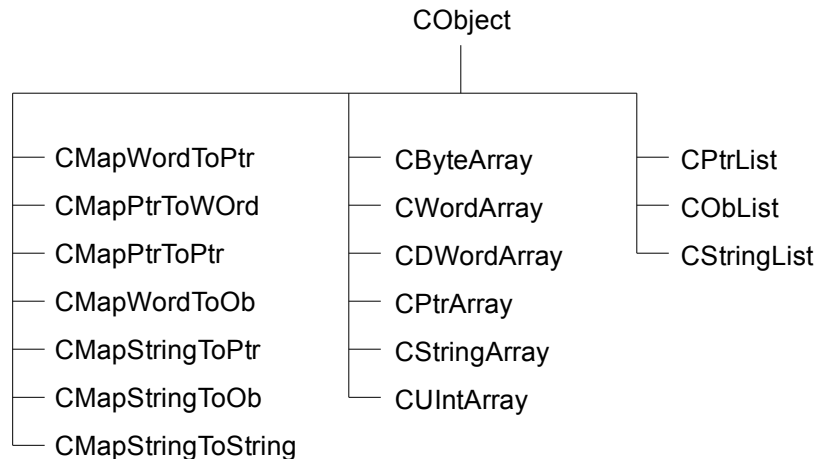 CObject
CMapWordToPtr
CMapPtrToWOrd
CMapPtrToPtr
CMapWordToOb
CMapStringToPtr
CMapStringToOb
CMapStringToString
CByteArray
CWordArray
CDWordArray
CPtrArray
CStringArray
CUIntArray
CPtrList
CObList
CStringList